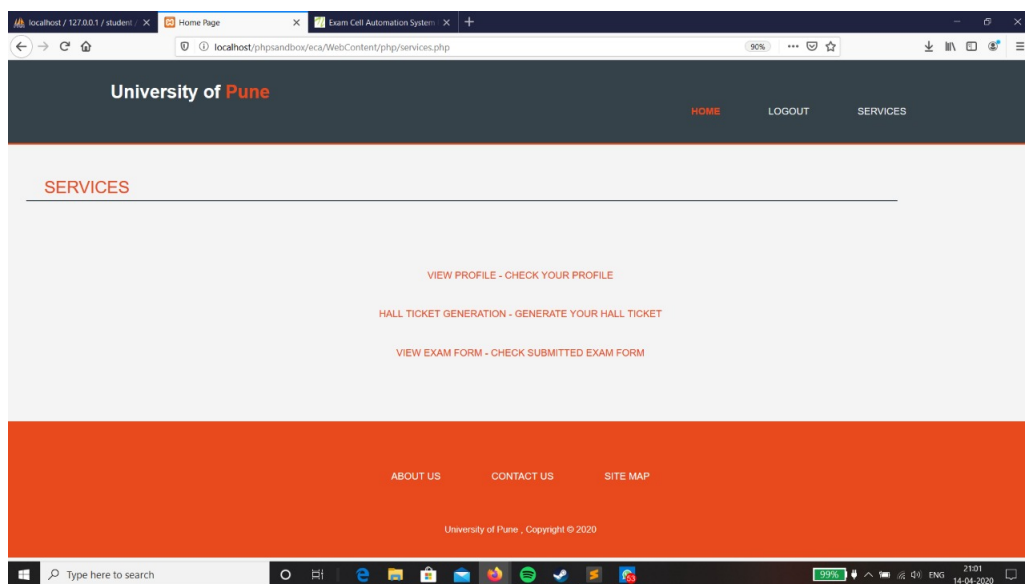 localhost / 127.0.0.1 / student /
Home Page
Exam Cell Automation System
localhost/phpsandbox/eca/WebContent/php/services.php
90%
University of Pune
HOME LOGOUT SERVICES
SERVICES
VIEW PROFILE - CHECK YOUR PROFILE
HALL TICKET GENERATION - GENERATE YOUR HALL TICKET
VIEW EXAM FORM - CHECK SUBMITTED EXAM FORM
ABOUT US CONTACT US SITE MAP
University of Pune , Copyright © 2020
Type here to search
53
99%
ENG
21:01
14-04-2020